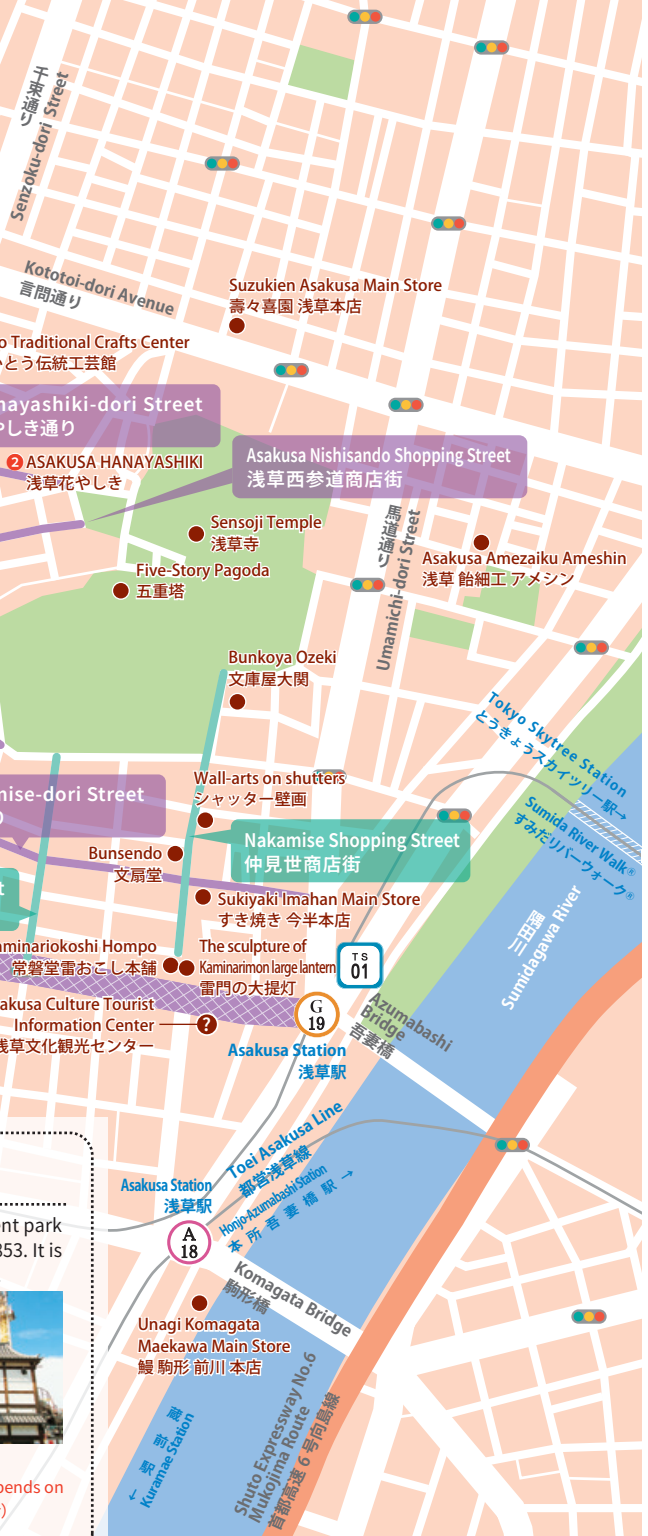 千束通り
Senzoku-dori Street
Kototoi-dori Avenue
言問通り
Suzukien Asakusa Main Store
壽々喜園 浅草本店
o Traditional Crafts Center
いとう伝統工芸館
nayashiki-dori Street
やしき通り
2 ASAKUSA HANAYASHIKI
浅草花やしき
Asakusa Nishisando Shopping Street
浅草西参道商店街
Sensoji Temple
浅草寺
馬道通り
Umamichi-dori Street
Asakusa Amezaiku Ameshin
浅草 飴細工 アメシン
Five-Story Pagoda
五重塔
Bunkoya Ozeki
文庫屋大関
Tokyo Skytree Station
とうきょうスカイツリー駅→
Wall-arts on shutters
シャッター壁画
mise-dori Street
Sumida River Walk®
すみだリバーウォーク®
Nakamise Shopping Street
仲見世商店街
Bunsendo
文扇堂
t
Sukiyaki Imahan Main Store
すき焼き 今半本店
隅田川
Sumidagawa River
aminariokoshi Hompo
常磐堂雷おこし本舗
The sculpture of
Kaminarimon large lantern
雷門の大提灯
TS
01
akusa Culture Tourist
Information Center
浅草文化観光センター
?
G
19
Asakusa Station
浅草駅
Azumabashi
Bridge
吾妻橋
Toei Asakusa Line
都営浅草線
Honjo-Azumabashi Station
本所吾妻橋駅→
Asakusa Station
浅草駅
A
18
ent park
853. It is
Komagata Bridge
駒形橋
Unagi Komagata
Maekawa Main Store
鰻 駒形 前川 本店
Shuto Expressway No.6
Mukojima Route
首都高速6号向島線
←蔵前駅
Kuramae Station
pends on